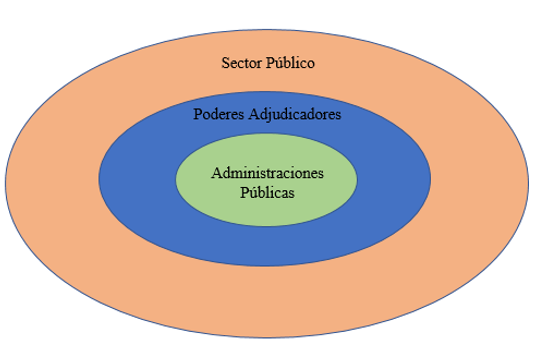 Sector Público
Poderes Adjudicadores
Administraciones
Públicas